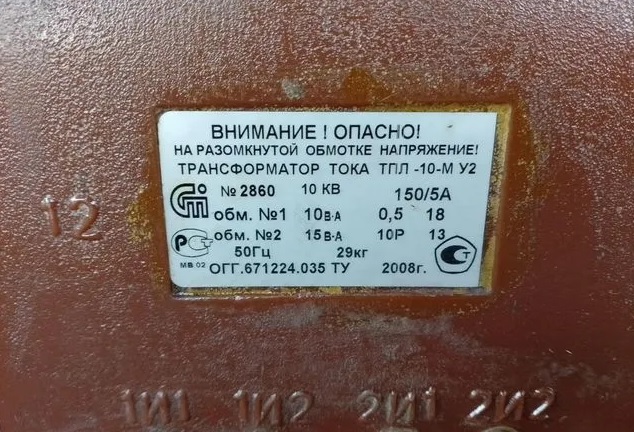 ВНИМАНИЕ ! ОПАСНО!
НА РАЗОМКНУТОЙ ОБМОТКЕ НАПРЯЖЕНИЕ!
ТРАНСФОРМАТОР ТОКА ТПЛ -10-М У2
№ 2860 10 КВ 150/5А
обм. №1 10В·А 0,5 18
обм. №2 15В·А 10Р 13
50Гц 29кг
МВ 02 ОГГ.671224.035 ТУ 2008г.
12
1И1 1И2 2И1 2И2